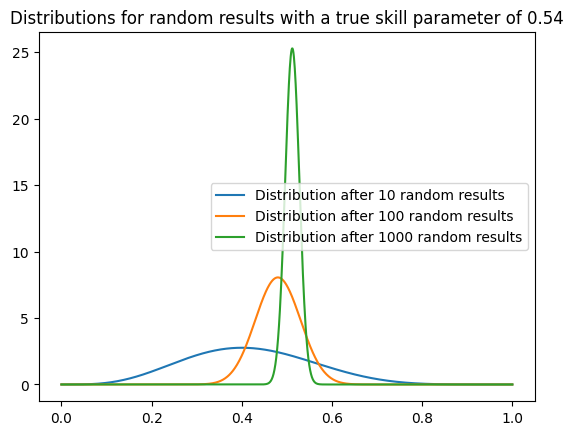 Distributions for random results with a true skill parameter of 0.54
25
20
15
10
5
0
Distribution after 10 random results
Distribution after 100 random results
Distribution after 1000 random results
0.0 0.2 0.4 0.6 0.8 1.0